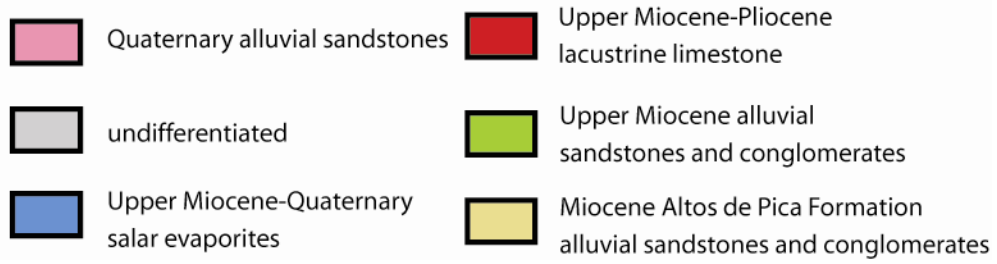 Quaternary alluvial sandstones
undifferentiated
Upper Miocene-Quaternary
salar evaporites
Upper Miocene-Pliocene
lacustrine limestone
Upper Miocene alluvial
sandstones and conglomerates
Miocene Altos de Pica Formation
alluvial sandstones and conglomerates